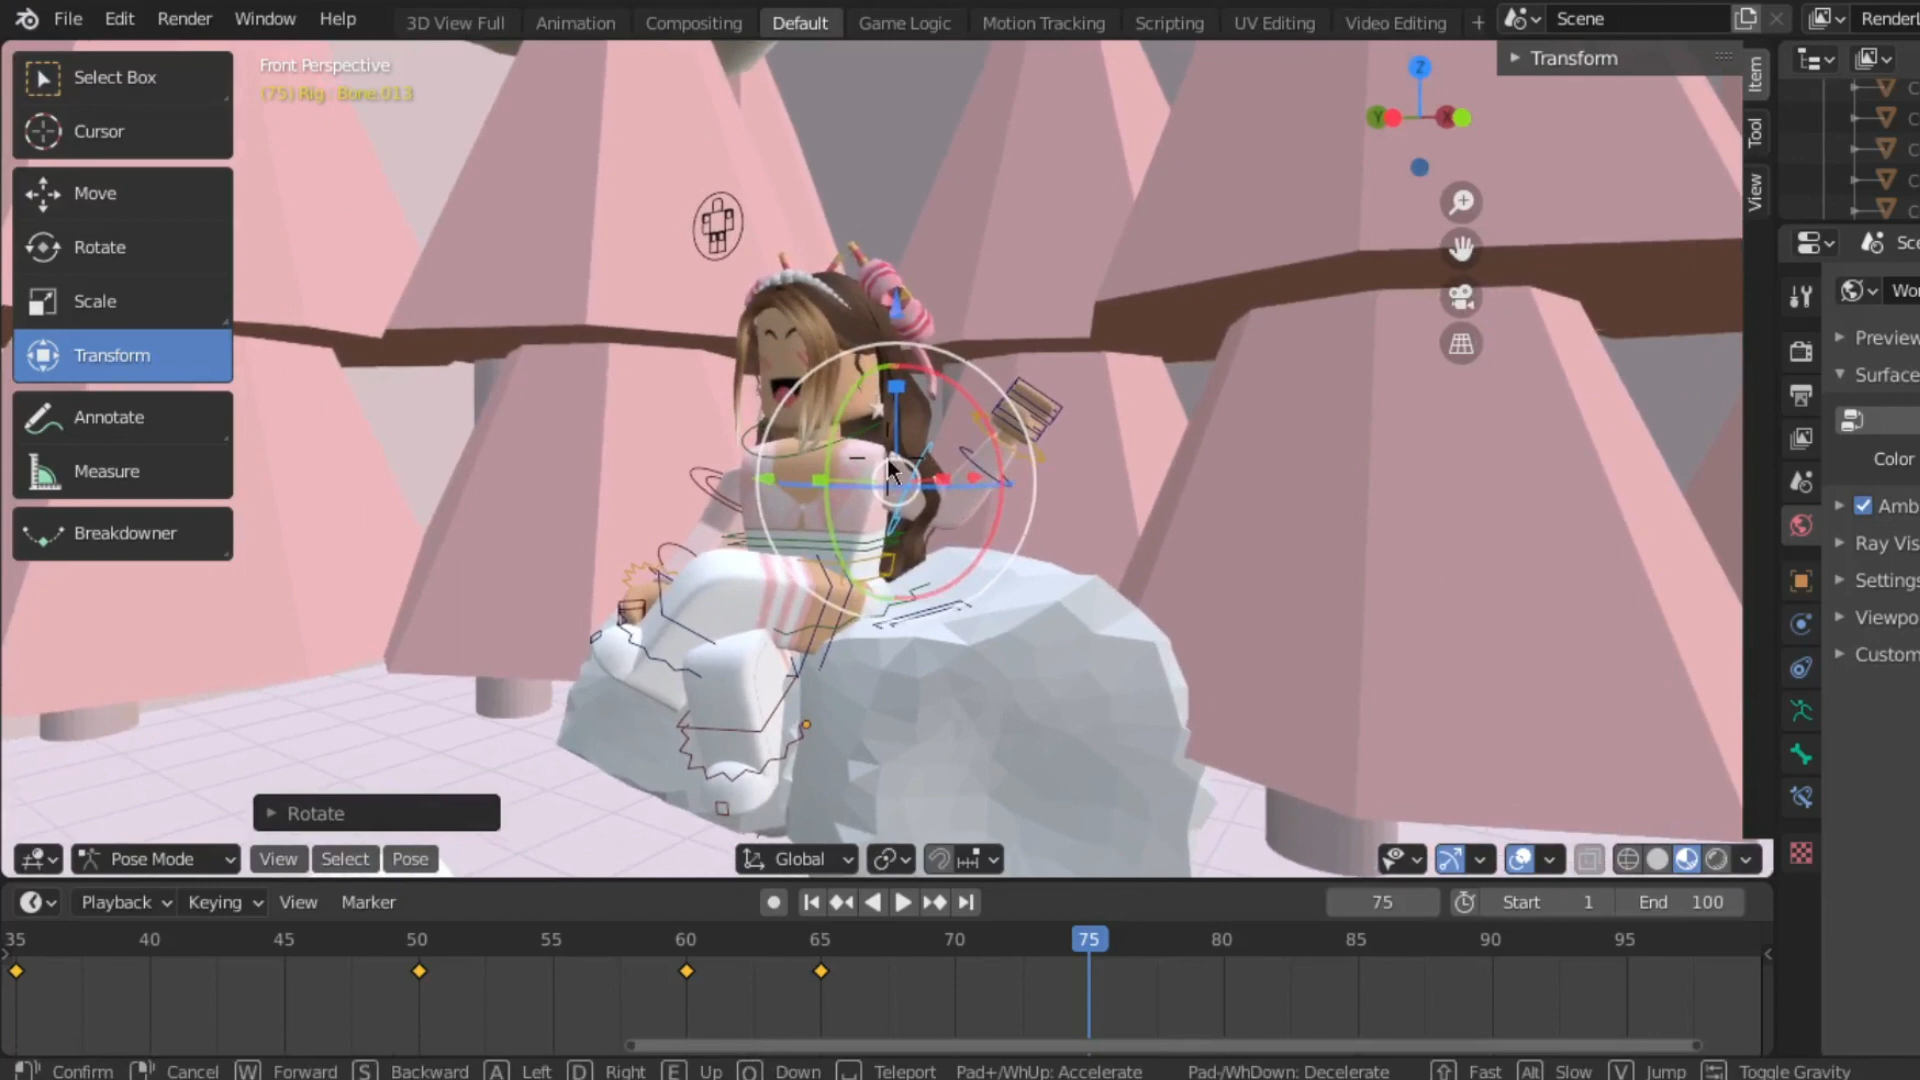 File Edit Render Window Help 3D View Full Animation Compositing Default Game Logic Motion Tracking Scripting UV Editing Video Editing + Scene RenderL
Select Box
Cursor
Move
Rotate
Scale
Transform
Annotate
Measure
Breakdowner
Front Perspective
(75) Rig : Bone.013
Transform
Item
Tool
View
Z
Y
X
C
C
C
C
C
Sce
Wor
Preview
Surface
Color
Amb
Ray Vis
Settings
Viewpo
Custom
Rotate
Pose Mode View Select Pose Global
Playback Keying View Marker 75 Start 1 End 100
35 40 45 50 55 60 65 70 75 80 85 90 95
Confirm Cancel W Forward S Backward A Left D Right E Up Q Down Teleport Pad+/WhUp: Accelerate Pad-/WhDown: Decelerate Fast Alt Slow V Jump Toggle Gravity